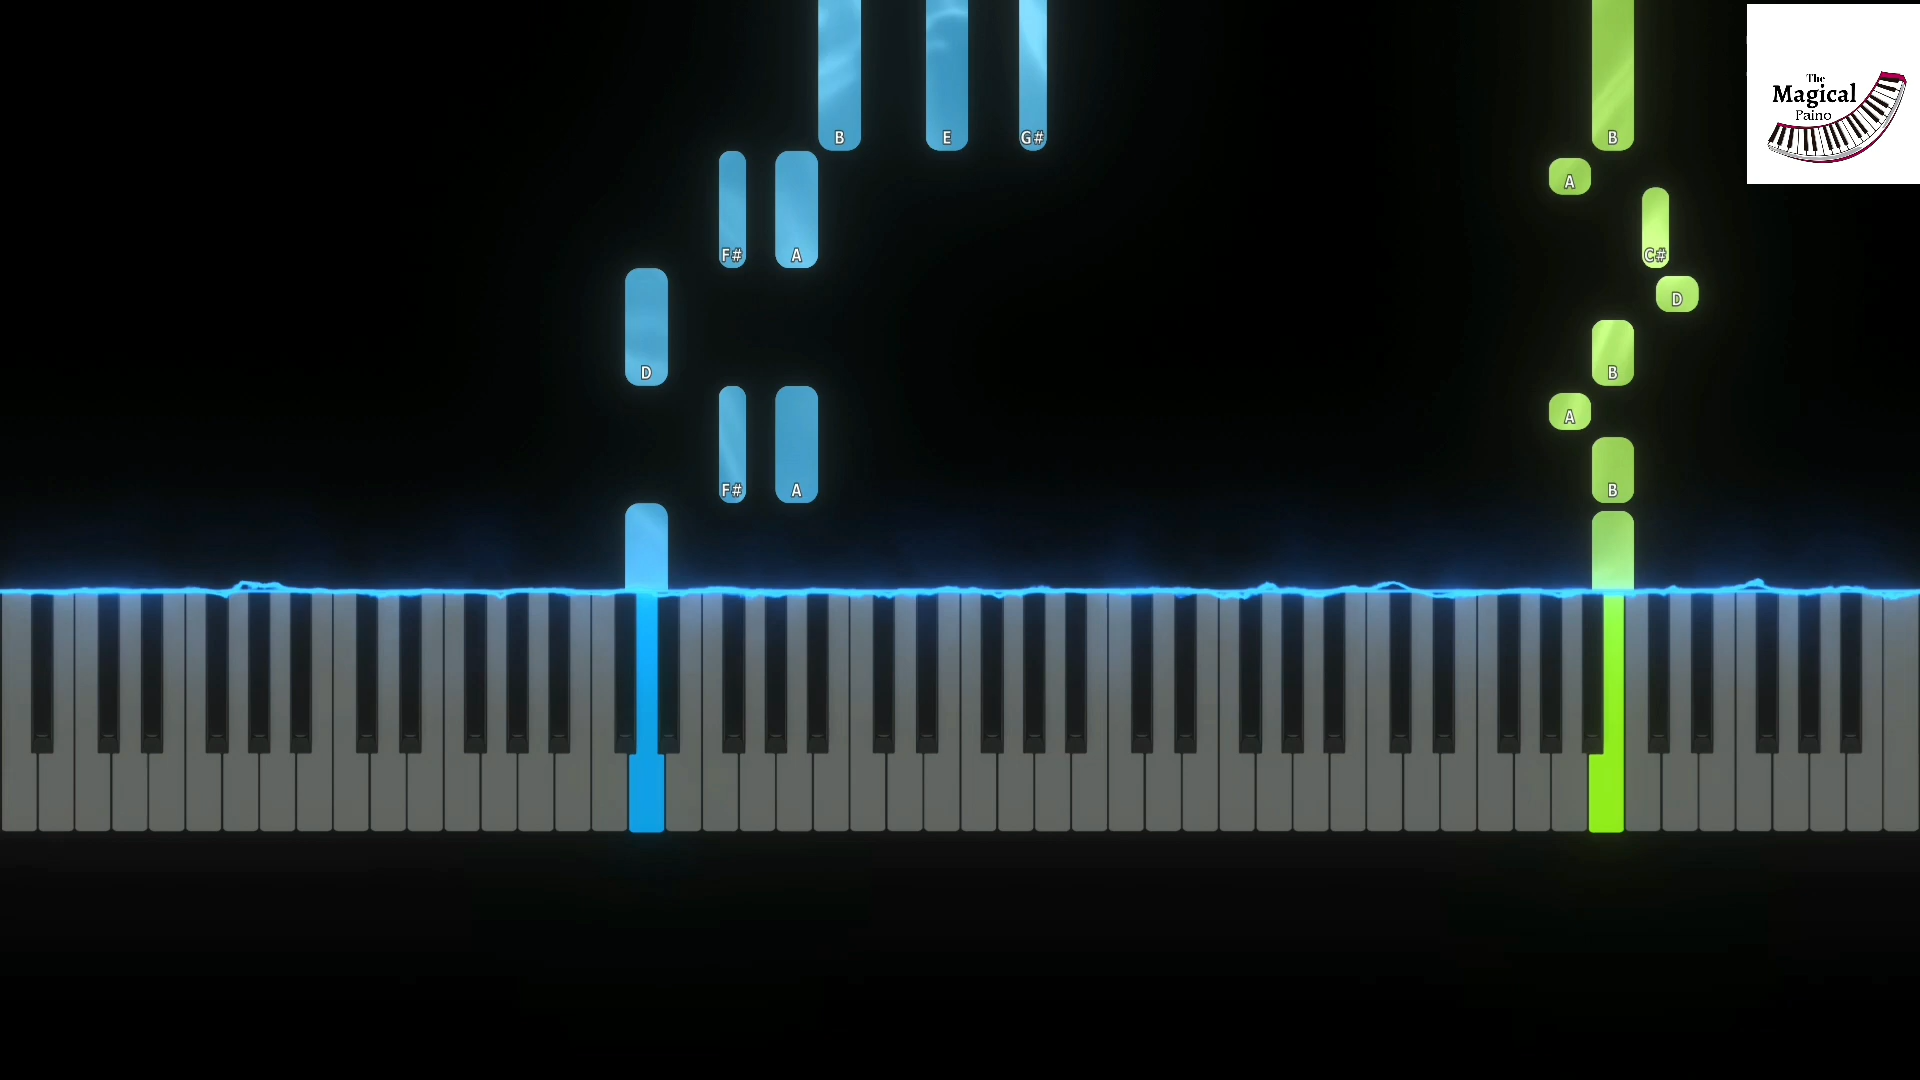 The
Magical
Paino
B E G# B
A
F# A C#
D
D B
A
F# A B